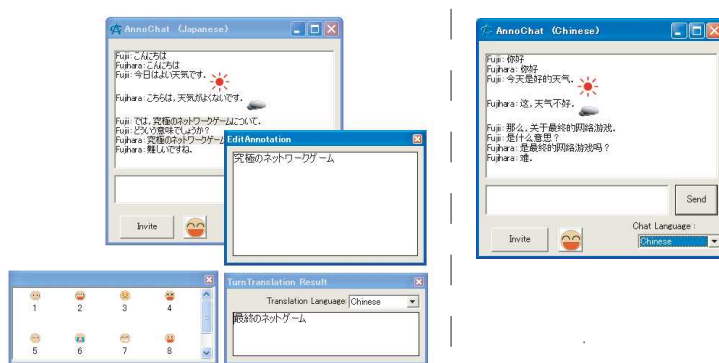 AnnoChat (Japanese)
Fujii: こんにちは
Fujihara: こんにちは
Fujii: 今日はよい天気です.
Fujihara: こちらは, 天気がよくないです.
Fujii: では, 究極のネットワークゲームについて.
Fujii: どういう意味でしょうか?
Fujihara: 究極のネットワークゲーム
Fujihara: 難しいですね.
Invite
EditAnnotation
究極のネットワークゲーム
1 2 3 4
5 6 7 8
TurnTranslation Result
Translation Language: Chinese
最終のネットゲーム
AnnoChat (Chinese)
Fujii: 你好
Fujihara: 你好
Fujii: 今天是好的天气.
Fujihara: 这, 天气不好.
Fujii: 那么, 关于最终的网络游戏.
Fujii: 是什么意思?
Fujihara: 是最终的网络游戏吗?
Fujihara: 难.
Send
Chat Language :
Invite
Chinese